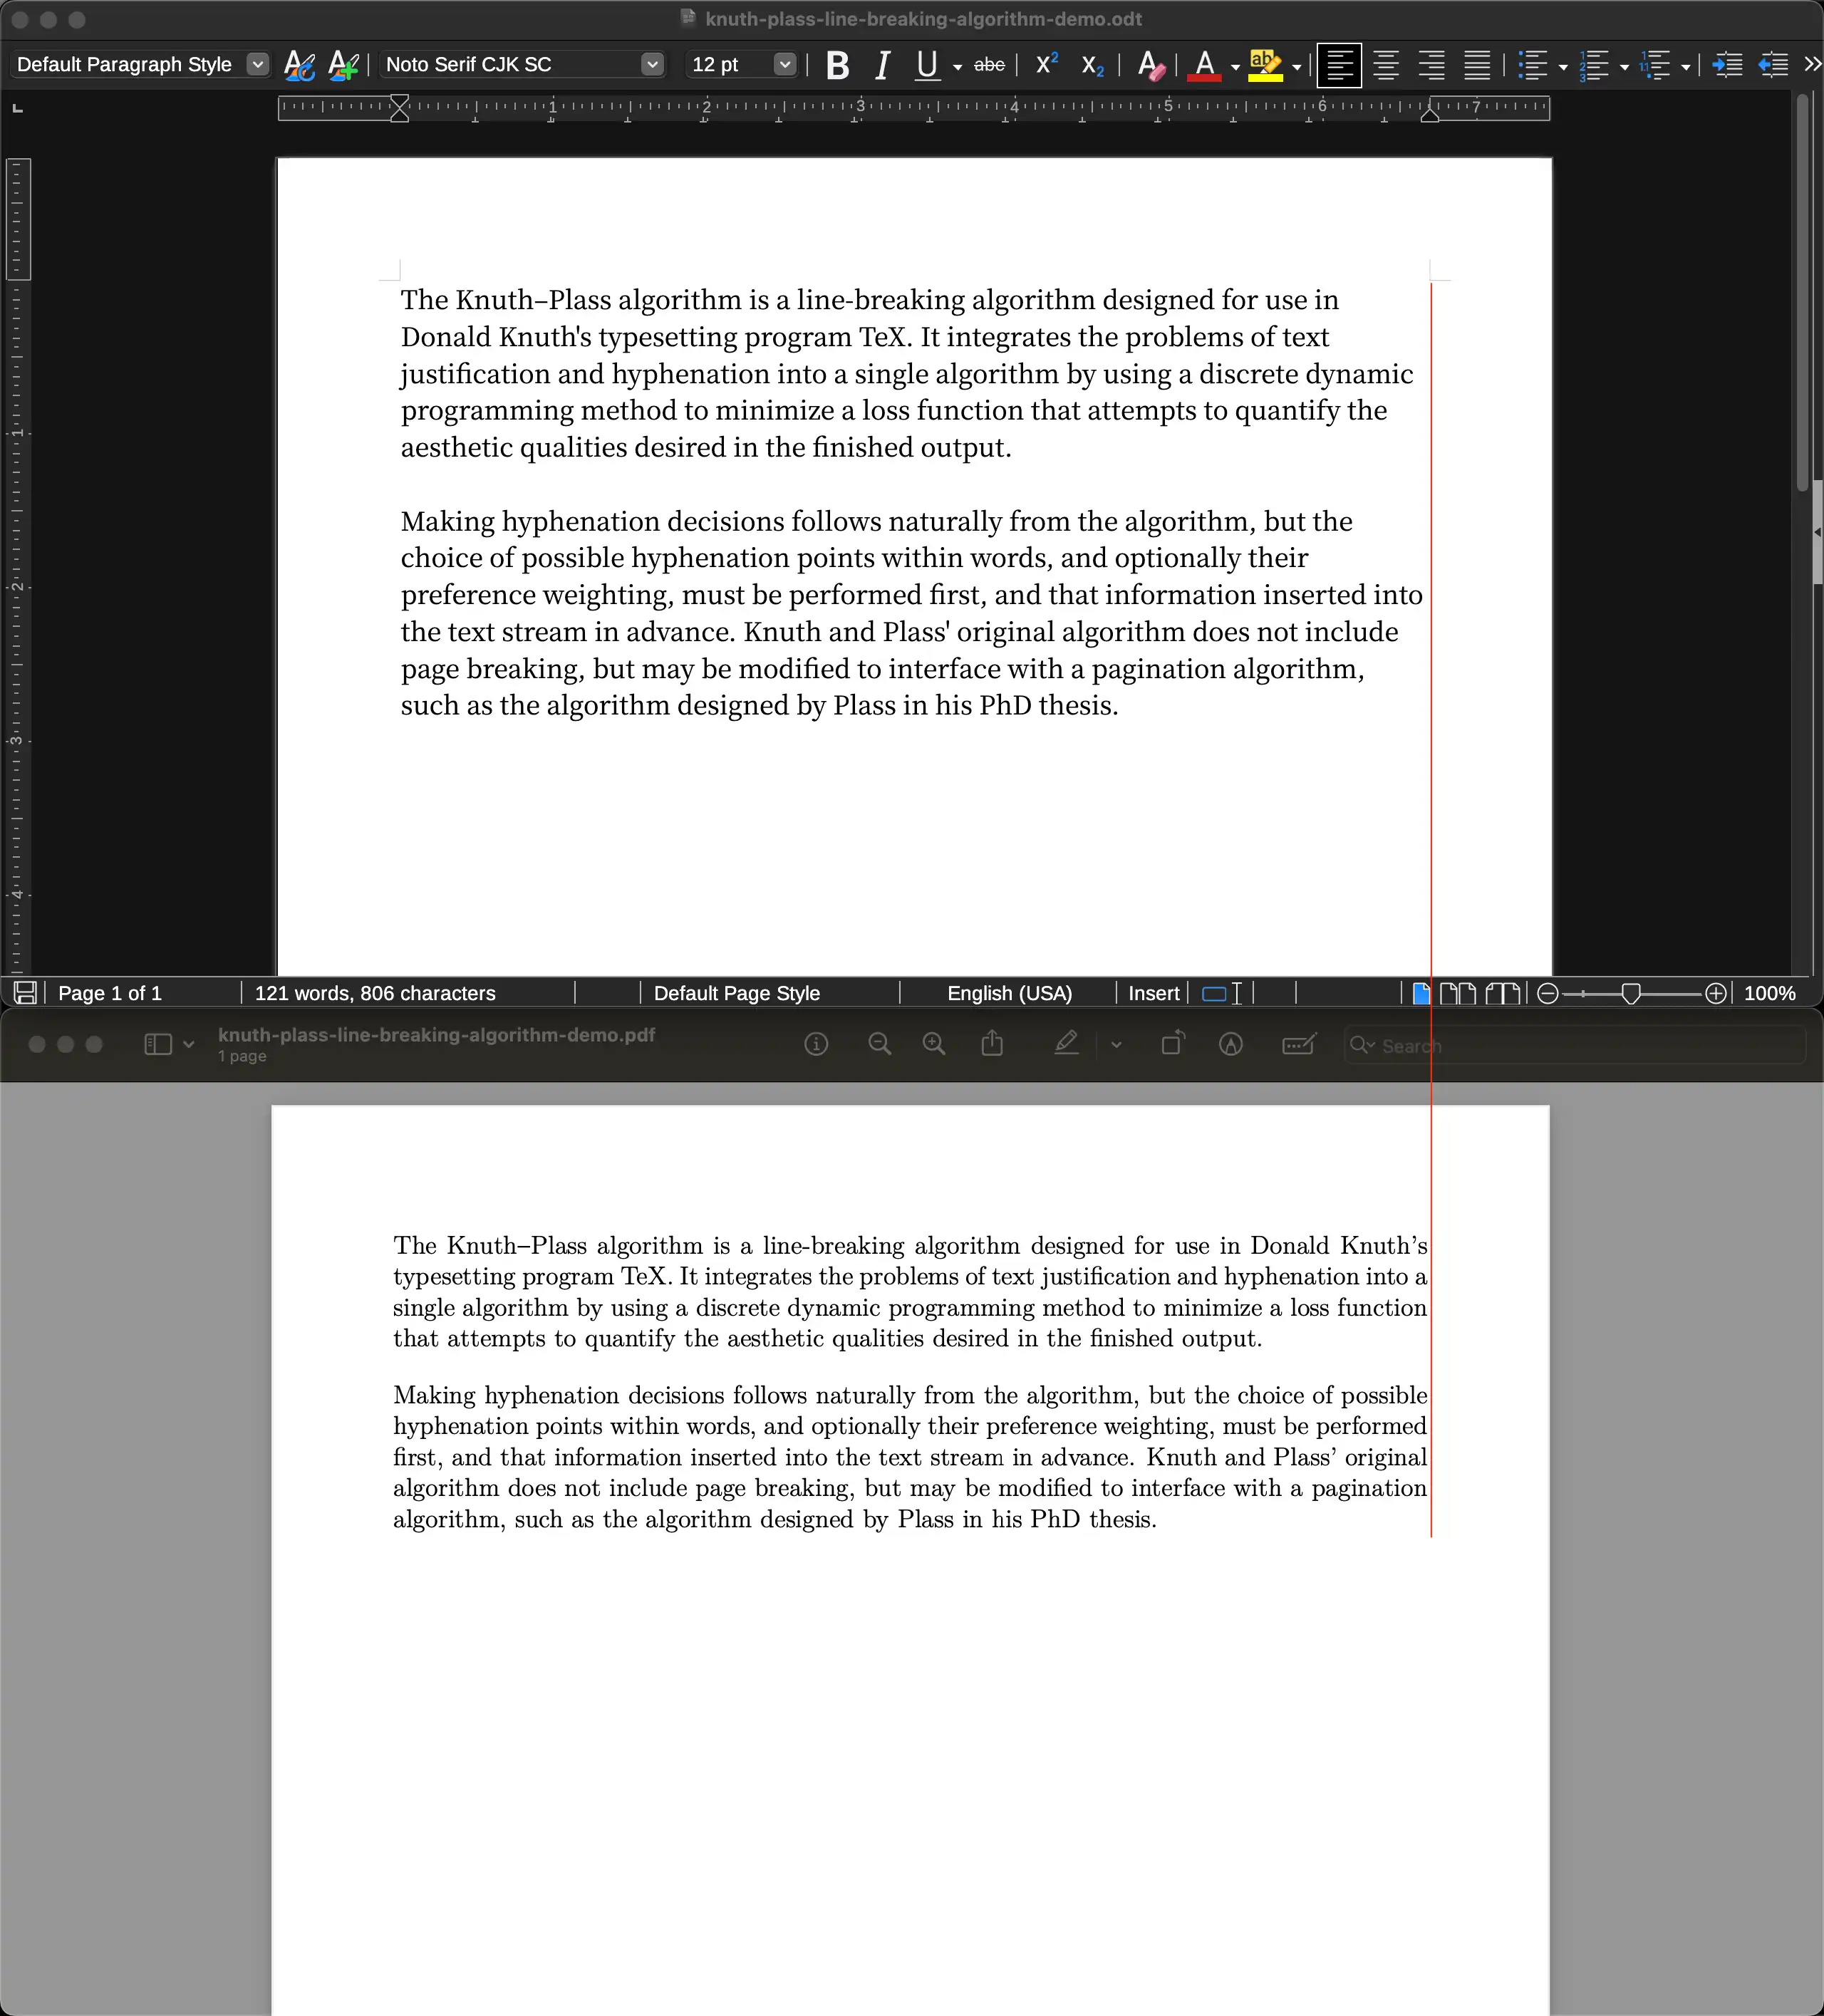 knuth-plass-line-breaking-algorithm-demo.odt
Default Paragraph Style Noto Serif CJK SC 12 pt B I U abc X² X₂ A A ab
1 2 3 4 5 6 7
The Knuth–Plass algorithm is a line-breaking algorithm designed for use in
Donald Knuth's typesetting program TeX. It integrates the problems of text
justification and hyphenation into a single algorithm by using a discrete dynamic
programming method to minimize a loss function that attempts to quantify the
aesthetic qualities desired in the finished output.
Making hyphenation decisions follows naturally from the algorithm, but the
choice of possible hyphenation points within words, and optionally their
preference weighting, must be performed first, and that information inserted into
the text stream in advance. Knuth and Plass' original algorithm does not include
page breaking, but may be modified to interface with a pagination algorithm,
such as the algorithm designed by Plass in his PhD thesis.
1
2
3
4
Page 1 of 1 121 words, 806 characters Default Page Style English (USA) Insert 100%
knuth-plass-line-breaking-algorithm-demo.pdf
1 page
Search
The Knuth–Plass algorithm is a line-breaking algorithm designed for use in Donald Knuth’s
typesetting program TeX. It integrates the problems of text justification and hyphenation into a
single algorithm by using a discrete dynamic programming method to minimize a loss function
that attempts to quantify the aesthetic qualities desired in the finished output.
Making hyphenation decisions follows naturally from the algorithm, but the choice of possible
hyphenation points within words, and optionally their preference weighting, must be performed
first, and that information inserted into the text stream in advance. Knuth and Plass’ original
algorithm does not include page breaking, but may be modified to interface with a pagination
algorithm, such as the algorithm designed by Plass in his PhD thesis.